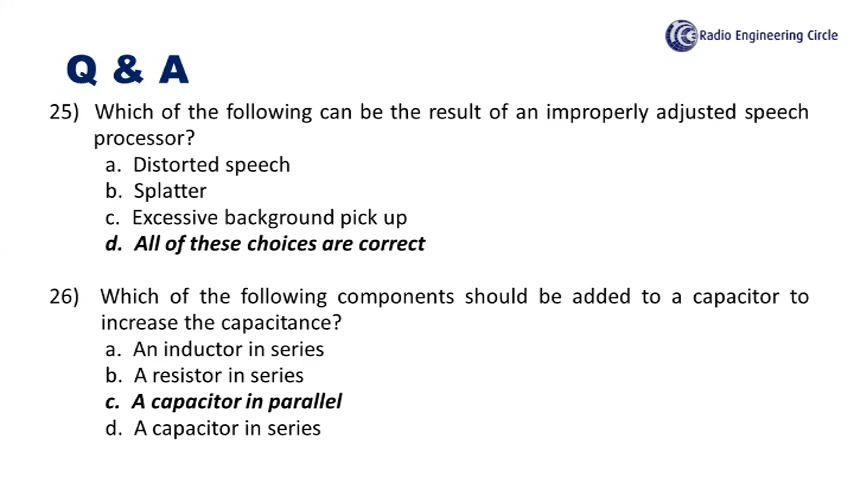 Radio Engineering Circle
Q & A
25) Which of the following can be the result of an improperly adjusted speech
processor?
a. Distorted speech
b. Splatter
c. Excessive background pick up
d. All of these choices are correct
26) Which of the following components should be added to a capacitor to
increase the capacitance?
a. An inductor in series
b. A resistor in series
c. A capacitor in parallel
d. A capacitor in series